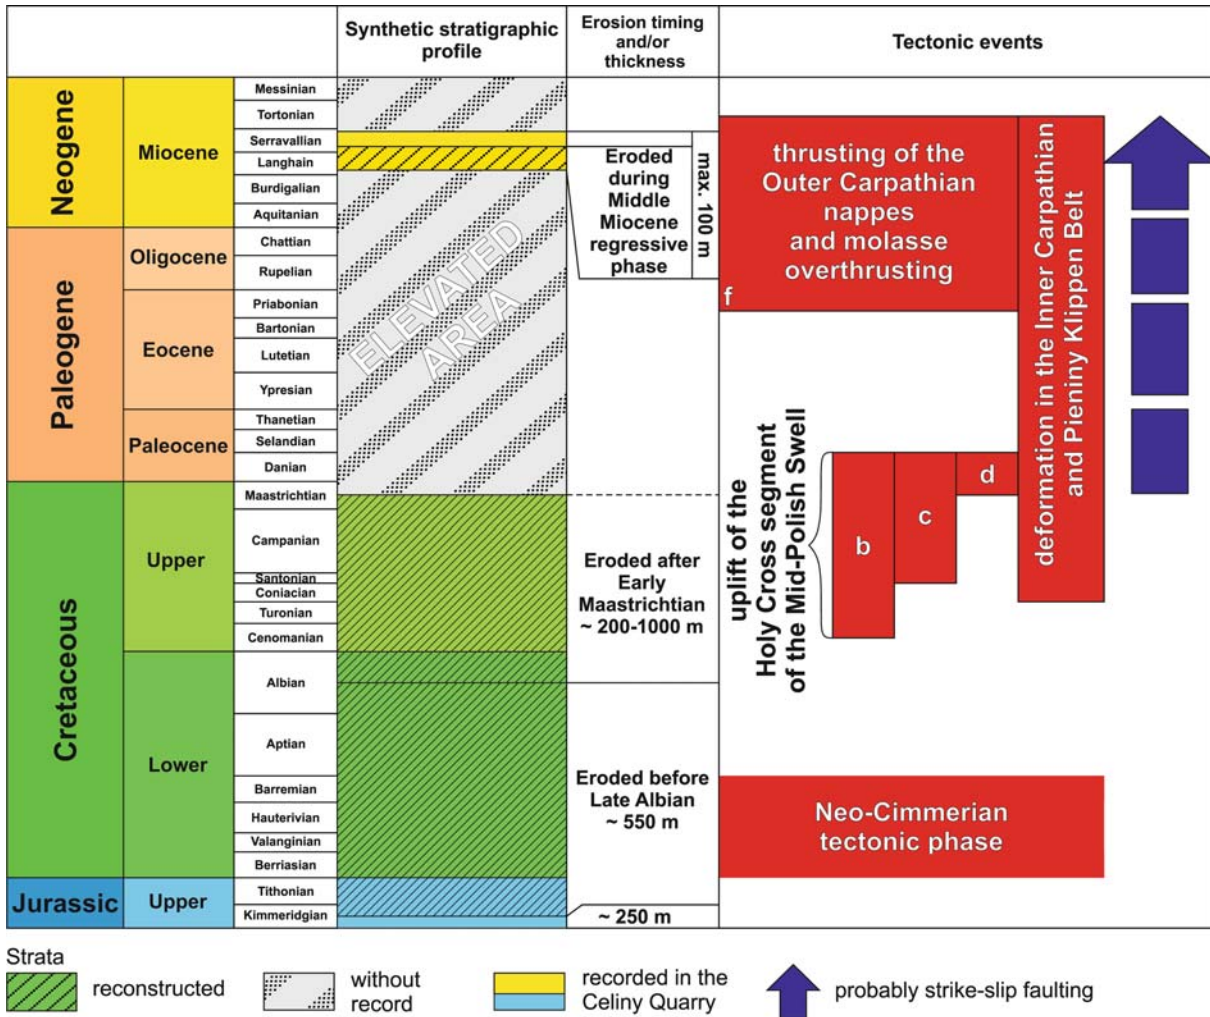 Synthetic stratigraphic
profile
Erosion timing
and/or
thickness
Tectonic events
Neogene
Miocene
Messinian
Tortonian
Serravallian
Langhain
Burdigalian
Aquitanian
Paleogene
Oligocene
Chattian
Rupelian
Eocene
Priabonian
Bartonian
Lutetian
Ypresian
Paleocene
Thanetian
Selandian
Danian
Cretaceous
Upper
Maastrichtian
Campanian
Santonian
Coniacian
Turonian
Cenomanian
Lower
Albian
Aptian
Barremian
Hauterivian
Valanginian
Berriasian
Jurassic
Upper
Tithonian
Kimmeridgian
ELEVATED
AREA
Eroded
during
Middle
Miocene
regressive
phase
max. 100 m
Eroded after
Early
Maastrichtian
~ 200-1000 m
Eroded before
Late Albian
~ 550 m
~ 250 m
thrusting of the
Outer Carpathian
nappes
and molasse
overthrusting
f
deformation in the Inner Carpathian
and Pieniny Klippen Belt
uplift of the
Holy Cross segment
of the Mid-Polish Swell
b
c
d
Neo-Cimmerian
tectonic phase
Strata
reconstructed
without
record
recorded in the
Celiny Quarry
probably strike-slip faulting